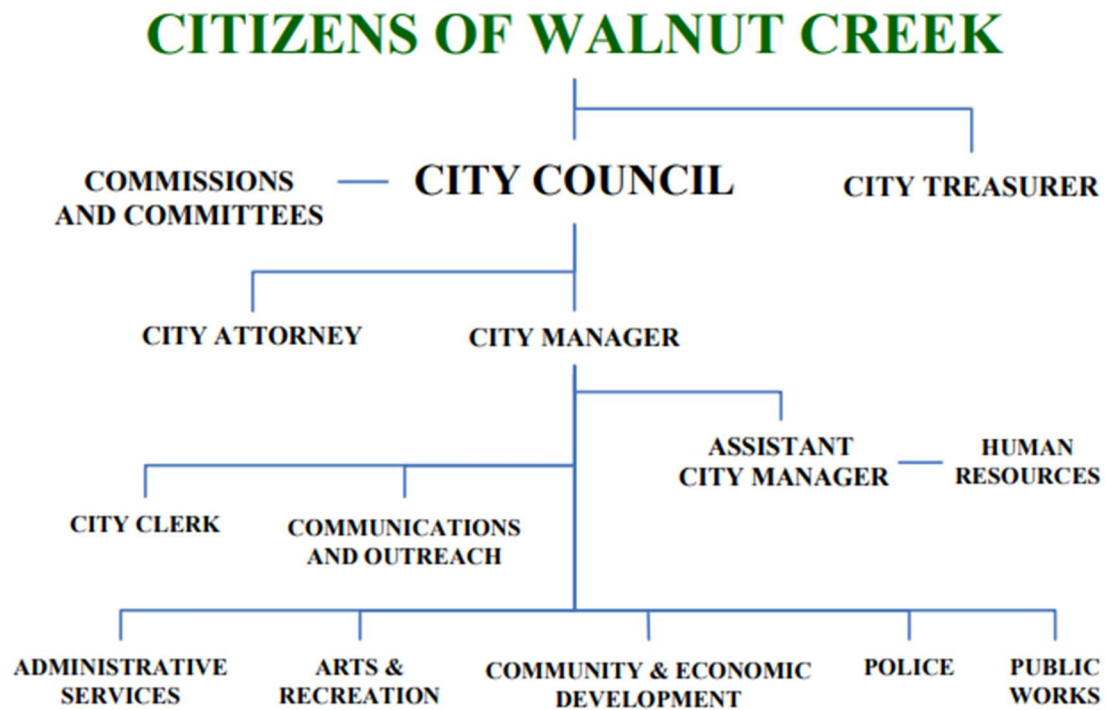 CITIZENS OF WALNUT CREEK
COMMISSIONS
AND COMMITTEES
CITY COUNCIL
CITY TREASURER
CITY ATTORNEY
CITY MANAGER
ASSISTANT
CITY MANAGER
HUMAN
RESOURCES
CITY CLERK
COMMUNICATIONS
AND OUTREACH
ADMINISTRATIVE
SERVICES
ARTS &
RECREATION
COMMUNITY & ECONOMIC
DEVELOPMENT
POLICE
PUBLIC
WORKS